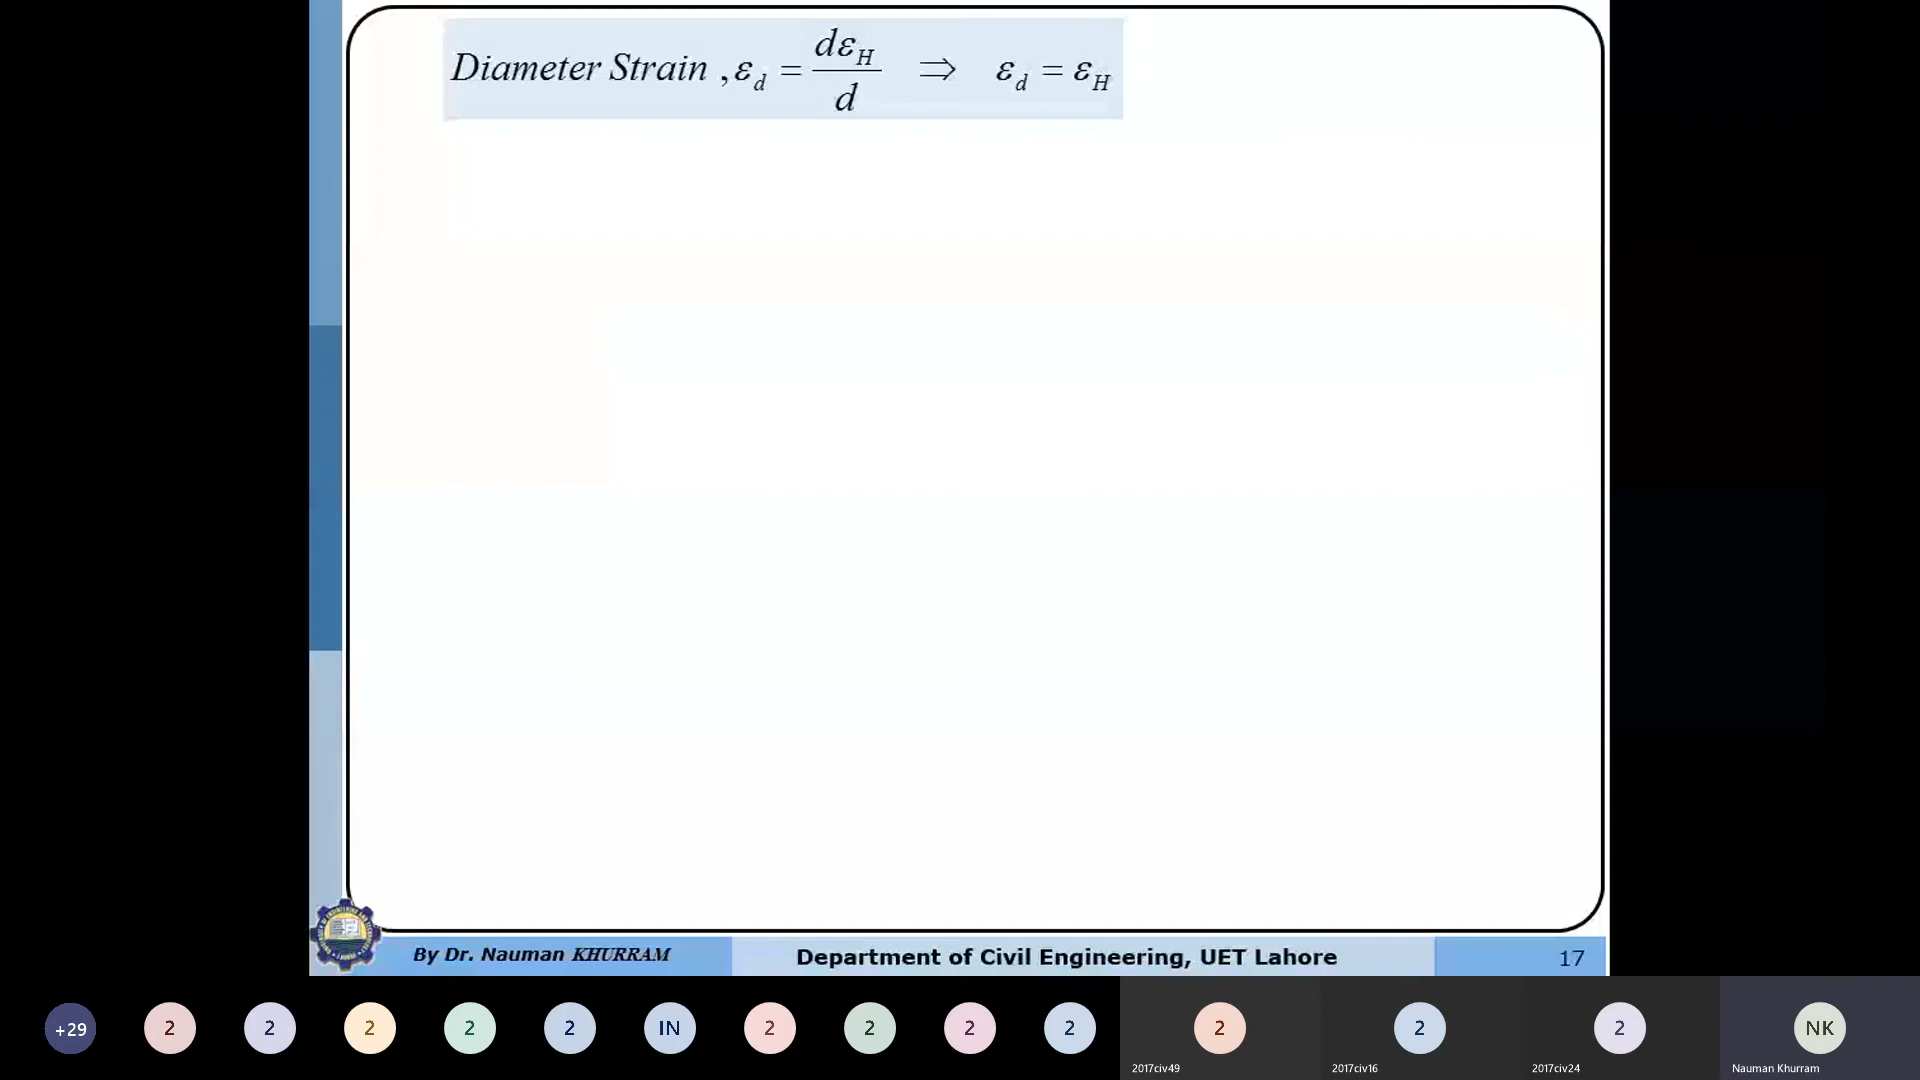 Diameter Strain , ε_d = dε_H / d ⇒ ε_d = ε_H
By Dr. Nauman KHURRAM
Department of Civil Engineering, UET Lahore
17
+29
2
2
2
2
2
IN
2
2
2
2
2
2
2
NK
2017civ49
2017civ16
2017civ24
Nauman Khurram